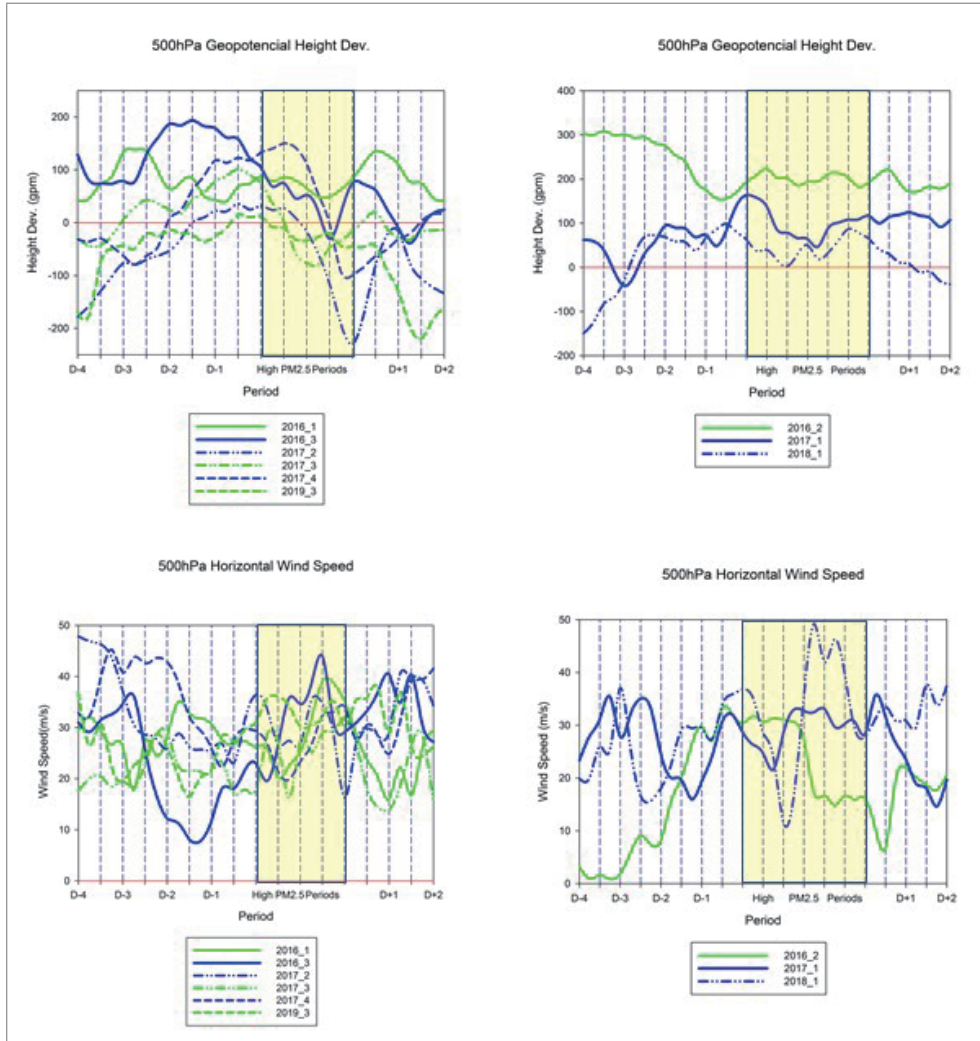 500hPa Geopotencial Height Dev.
Height Dev. (gpm)
200
100
0
-100
-200
D-4 D-3 D-2 D-1 High PM2.5 Periods D+1 D+2
Period
2016_1
2016_3
2017_2
2017_3
2017_4
2019_3
500hPa Geopotencial Height Dev.
Height Dev. (gpm)
400
300
200
100
0
-100
-200
D-4 D-3 D-2 D-1 High PM2.5 Periods D+1 D+2
Period
2016_2
2017_1
2018_1
500hPa Horizontal Wind Speed
Wind Speed(m/s)
50
40
30
20
10
0
D-4 D-3 D-2 D-1 High PM2.5 Periods D+1 D+2
Period
2016_1
2016_3
2017_2
2017_3
2017_4
2019_3
500hPa Horizontal Wind Speed
Wind Speed (m/s)
50
40
30
20
10
0
D-4 D-3 D-2 D-1 High PM2.5 Periods D+1 D+2
Period
2016_2
2017_1
2018_1